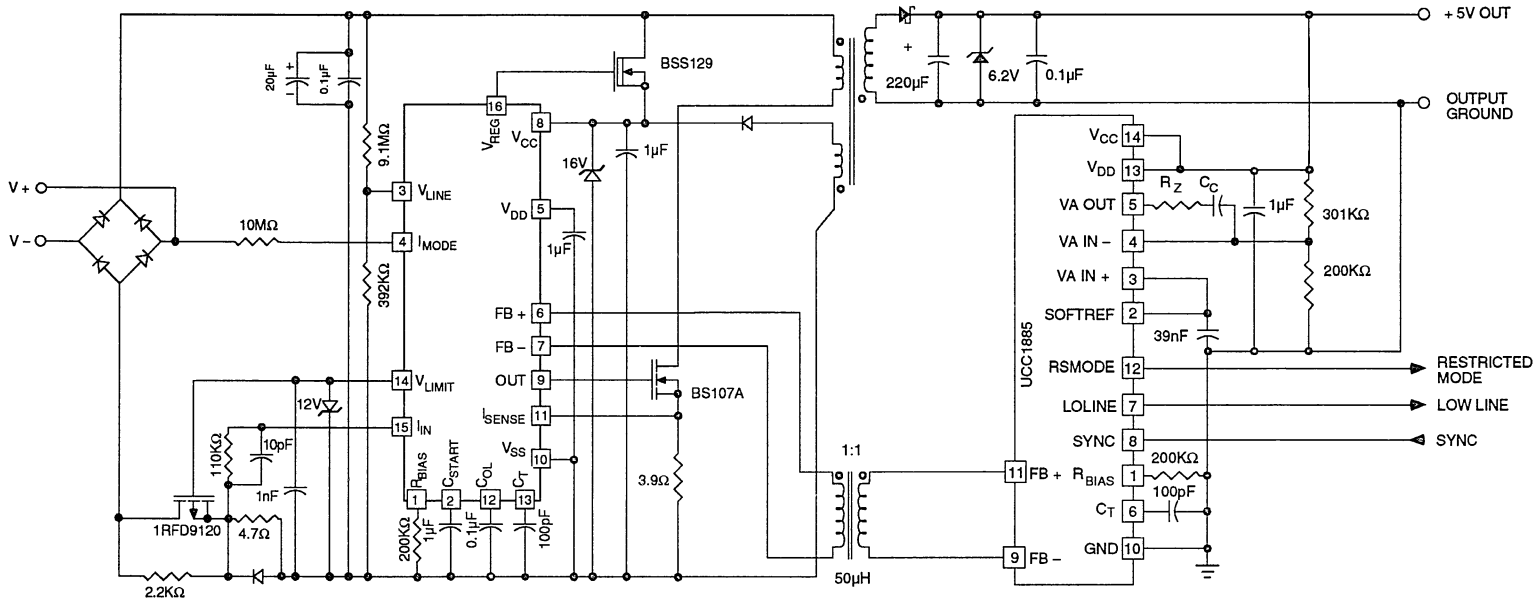 + 5V OUT
BSS129
20µF
+
−
0.1µF
+
220µF
6.2V
0.1µF
OUTPUT
GROUND
16
VREG
8
VCC
9.1MΩ
16V
1µF
VCC
14
VDD
13
V +
3
VLINE
VDD
5
RZ
CC
VA OUT
5
1µF
301KΩ
10MΩ
V −
4
IMODE
1µF
VA IN −
4
392KΩ
VA IN +
3
200KΩ
FB +
6
SOFTREF
2
39nF
FB −
7
UCC1885
RSMODE
12
RESTRICTED
MODE
14
VLIMIT
OUT
9
BS107A
12V
LOLINE
7
LOW LINE
ISENSE
11
15
IIN
110KΩ
10pF
SYNC
8
SYNC
VSS
10
1:1
RBIAS
CSTART
COL
CT
3.9Ω
11
FB +
RBIAS
1
200KΩ
1nF
1
2
12
13
100pF
CT
6
1RFD9120
4.7Ω
200KΩ
1µF
0.1µF
100pF
GND
10
9
FB −
2.2KΩ
50µH